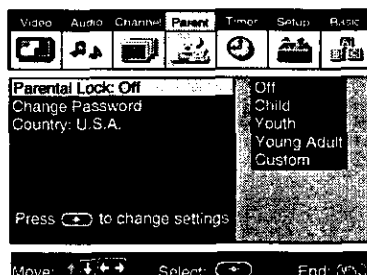 Video Audio Channel Parent Timer Setup Basic
Parental Lock: Off
Change Password
Country: U.S.A.
Off
Child
Youth
Young Adult
Custom
Press to change settings
Move: Select: End: